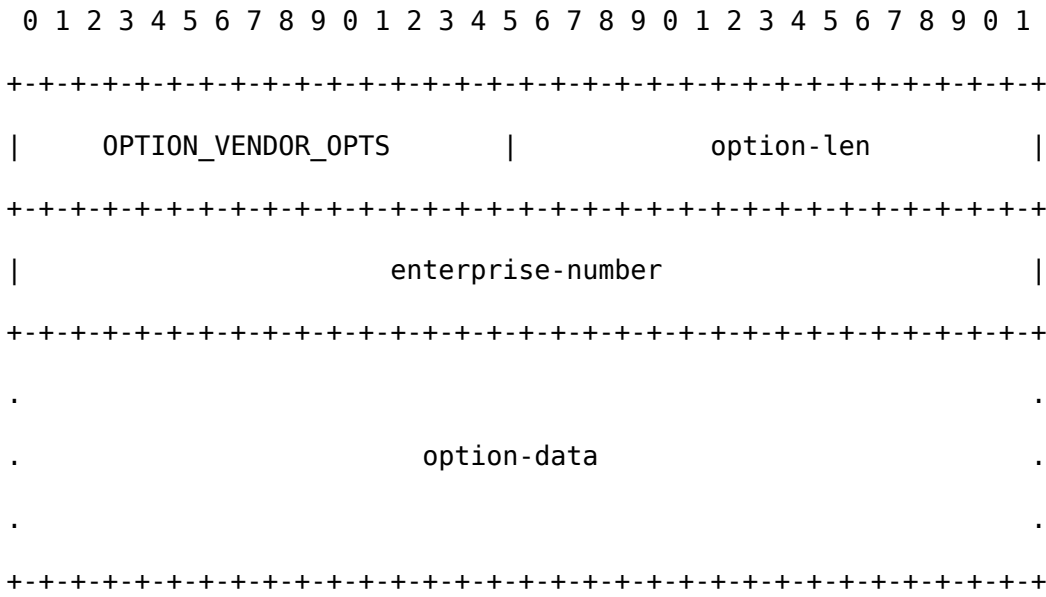 0 1 2 3 4 5 6 7 8 9 0 1 2 3 4 5 6 7 8 9 0 1 2 3 4 5 6 7 8 9 0 1
+-+-+-+-+-+-+-+-+-+-+-+-+-+-+-+-+-+-+-+-+-+-+-+-+-+-+-+-+-+-+-+-+
|     OPTION_VENDOR_OPTS       |            option-len          |
+-+-+-+-+-+-+-+-+-+-+-+-+-+-+-+-+-+-+-+-+-+-+-+-+-+-+-+-+-+-+-+-+
|                       enterprise-number                       |
+-+-+-+-+-+-+-+-+-+-+-+-+-+-+-+-+-+-+-+-+-+-+-+-+-+-+-+-+-+-+-+-+
.                                                               .
.                         option-data                           .
.                                                               .
+-+-+-+-+-+-+-+-+-+-+-+-+-+-+-+-+-+-+-+-+-+-+-+-+-+-+-+-+-+-+-+-+